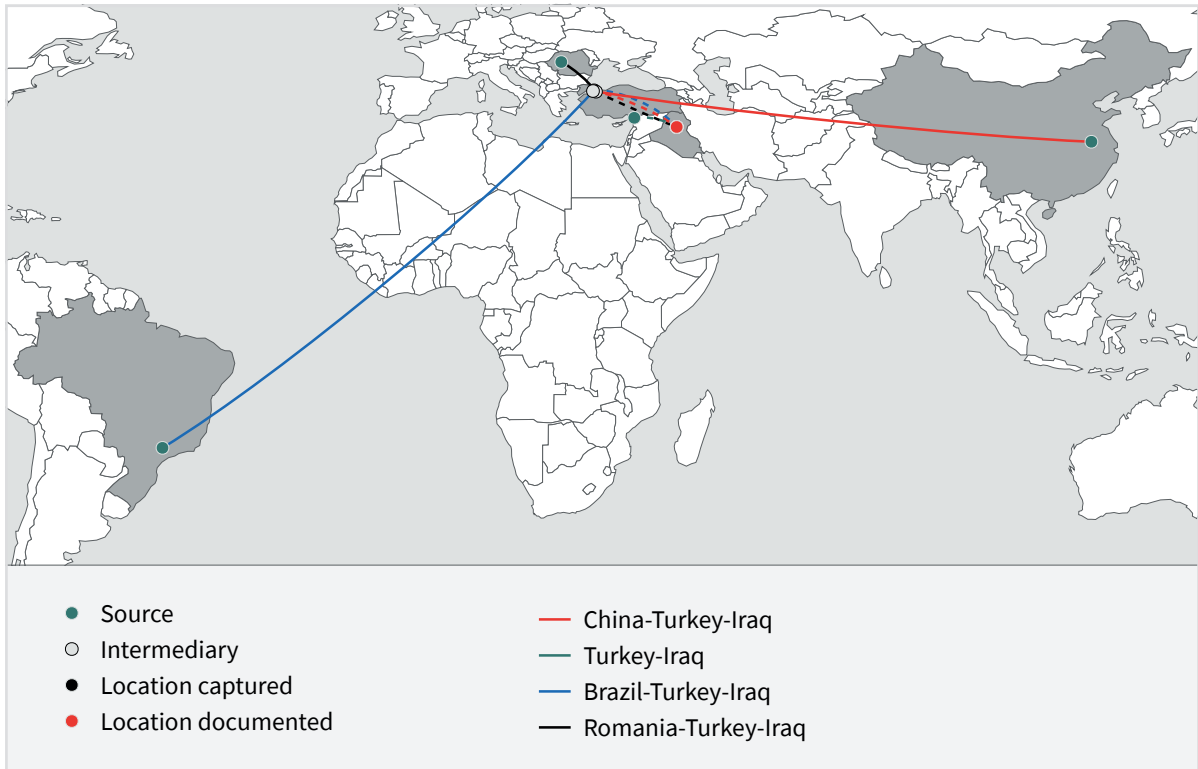 Source
Intermediary
Location captured
Location documented
China-Turkey-Iraq
Turkey-Iraq
Brazil-Turkey-Iraq
Romania-Turkey-Iraq